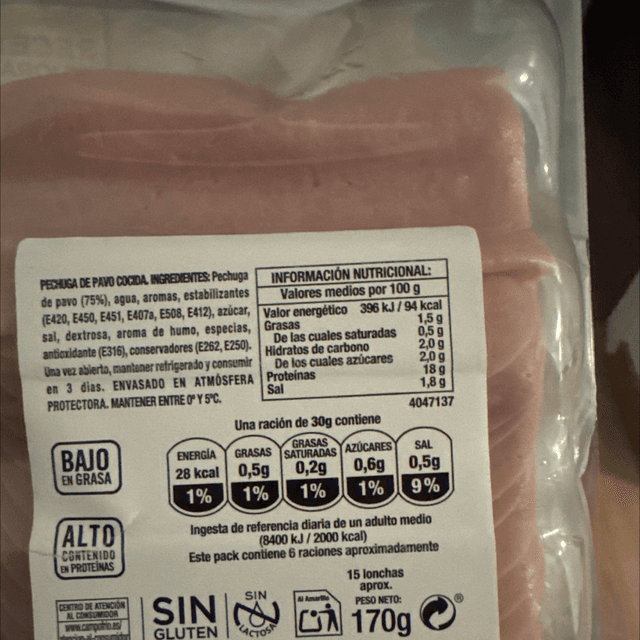 PECHUGA DE PAVO COCIDA. INGREDIENTES: Pechuga
de pavo (75%), agua, aromas, estabilizantes
(E420, E450, E451, E407a, E508, E412), azúcar,
sal, dextrosa, aroma de humo, especias,
antioxidante (E316), conservadores (E262, E250).
Una vez abierto, mantener refrigerado y consumir
en 3 dias. ENVASADO EN ATMÓSFERA
PROTECTORA. MANTENER ENTRE 0º Y 5ºC.
INFORMACIÓN NUTRICIONAL:
Valores medios por 100 g
Valor energético 396 kJ / 94 kcal
Grasas 1,5 g
De las cuales saturadas 0,5 g
Hidratos de carbono 2,0 g
De los cuales azúcares 2,0 g
Proteínas 18 g
Sal 1,8 g
4047137
Una ración de 30g contiene
BAJO
EN GRASA
ENERGÍA
28 kcal
1%
GRASAS
0,5g
1%
GRASAS
SATURADAS
0,2g
1%
AZÚCARES
0,6g
1%
SAL
0,5g
9%
Ingesta de referencia diaria de un adulto medio
(8400 kJ / 2000 kcal)
Este pack contiene 6 raciones aproximadamente
ALTO
CONTENIDO
EN PROTEÍNAS
CENTRO DE ATENCIÓN
AL CONSUMIDOR
www.campofrio.es/
SIN
GLUTEN
SIN
LACTOSA
Al Amarillo
15 lonchas
aprox.
PESO NETO:
170g
®